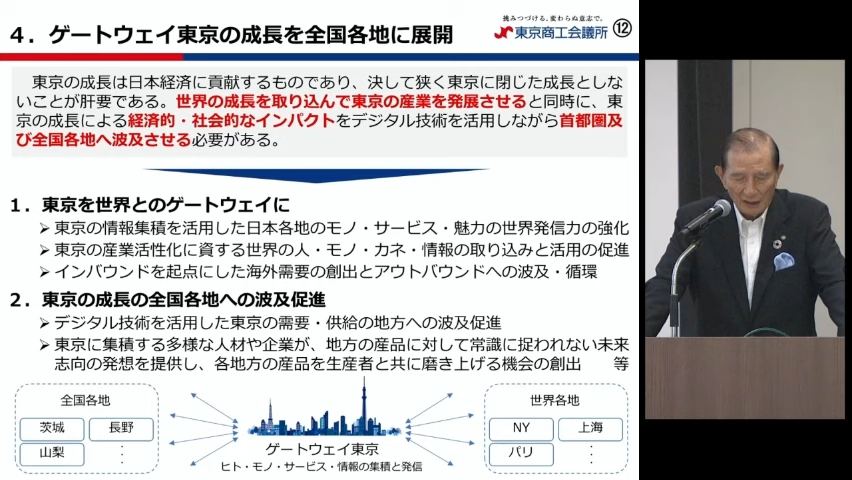 挑みつづける、変わらぬ意志で。
4．ゲートウェイ東京の成長を全国各地に展開
東京商工会議所
⑫
東京の成長は日本経済に貢献するものであり、決して狭く東京に閉じた成長としな
いことが肝要である。世界の成長を取り込んで東京の産業を発展させると同時に、東
京の成長による経済的・社会的なインパクトをデジタル技術を活用しながら首都圏及
び全国各地へ波及させる必要がある。
1．東京を世界とのゲートウェイに
➢東京の情報集積を活用した日本各地のモノ・サービス・魅力の世界発信力の強化
➢東京の産業活性化に資する世界の人・モノ・カネ・情報の取り込みと活用の促進
➢インバウンドを起点にした海外需要の創出とアウトバウンドへの波及・循環
2．東京の成長の全国各地への波及促進
➢デジタル技術を活用した東京の需要・供給の地方への波及促進
➢東京に集積する多様な人材や企業が、地方の産品に対して常識に捉われない未来
志向の発想を提供し、各地方の産品を生産者と共に磨き上げる機会の創出 等
全国各地
茨城
長野
山梨
⋮
ゲートウェイ東京
ヒト・モノ・サービス・情報の集積と発信
世界各地
NY
上海
パリ
⋮